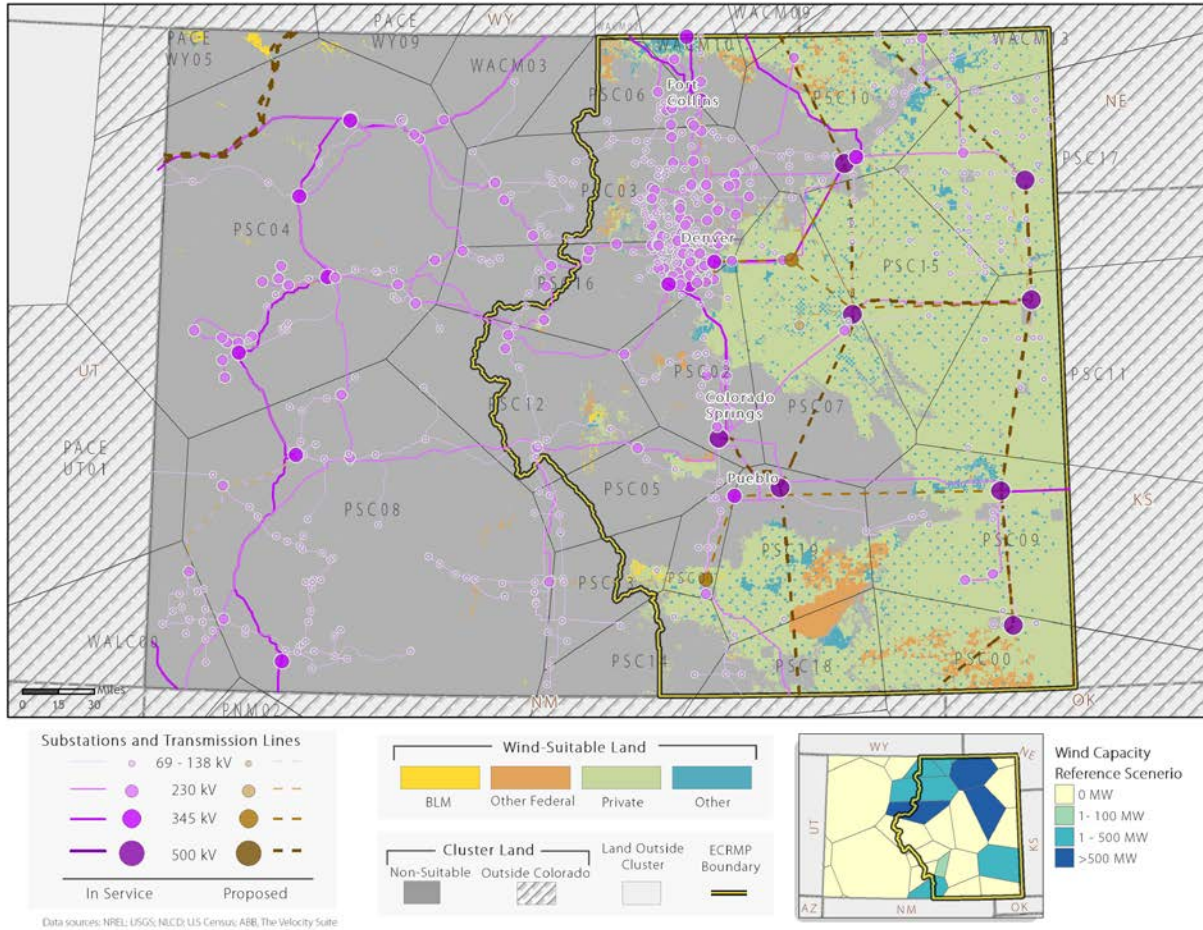 WACM09
PACE
WY
PACE
WY09
WACM07
WY05
WACM10
WACM13
WACM03
Fort
Collins
PSC06
PSC10
NE
PSC17
PSC03
PSC04
Denver
PSC15
PSC16
UT
PSC02
PSC11
PSC12
Colorado
Springs
PSC07
PACE
UT01
Pueblo
PSC05
KS
PSC08
PSC19
PSC09
PSC13
WALC00
PSC14
PSC18
PSC00
Miles
0 15 30
PNM02
NM
OK
Substations and Transmission Lines
69 - 138 kV
230 kV
345 kV
500 kV
In Service
Proposed
Wind-Suitable Land
BLM
Other Federal
Private
Other
Cluster Land
Non-Suitable
Outside Colorado
Land Outside
Cluster
ECRMP
Boundary
WY
NE
UT
KS
AZ
NM
OK
Wind Capacity
Reference Scenerio
0 MW
1- 100 MW
1 - 500 MW
>500 MW
Data sources: NREL; USGS; NLCD; U.S Census; ABB, The Velocity Suite